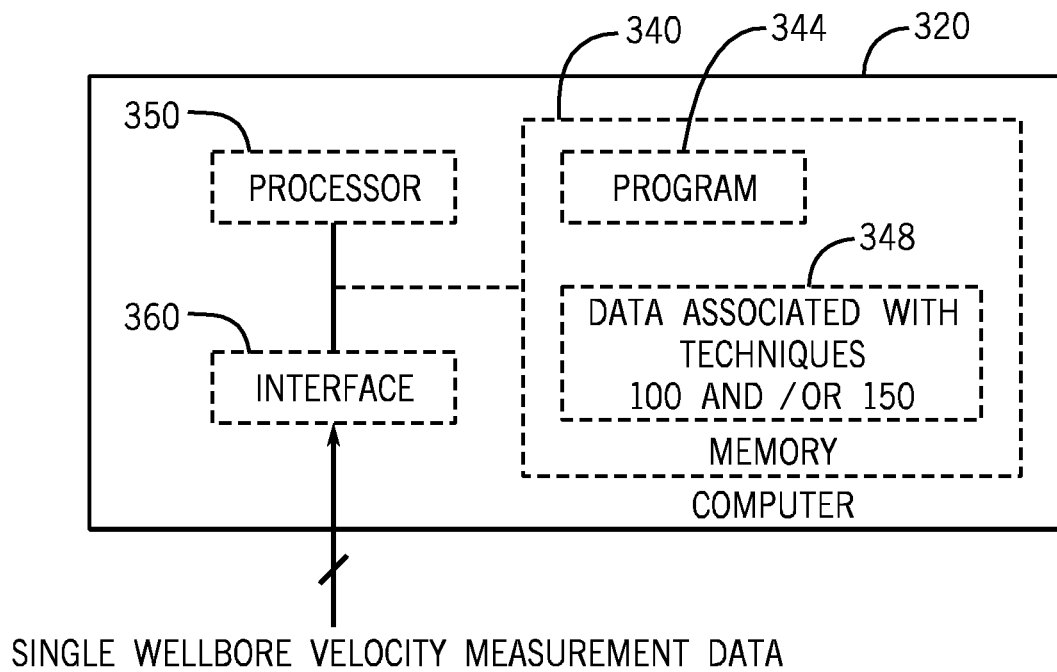 340
344
320
350
PROCESSOR
PROGRAM
348
360
INTERFACE
DATA ASSOCIATED WITH
TECHNIQUES
100 AND /OR 150
MEMORY
COMPUTER
SINGLE WELLBORE VELOCITY MEASUREMENT DATA